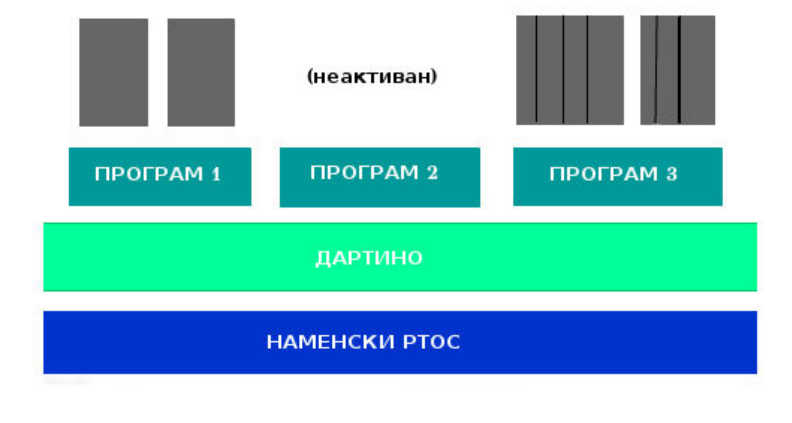 (неактиван)
ПРОГРАМ 1
ПРОГРАМ 2
ПРОГРАМ 3
ДАРТИНО
НАМЕНСКИ РТОС